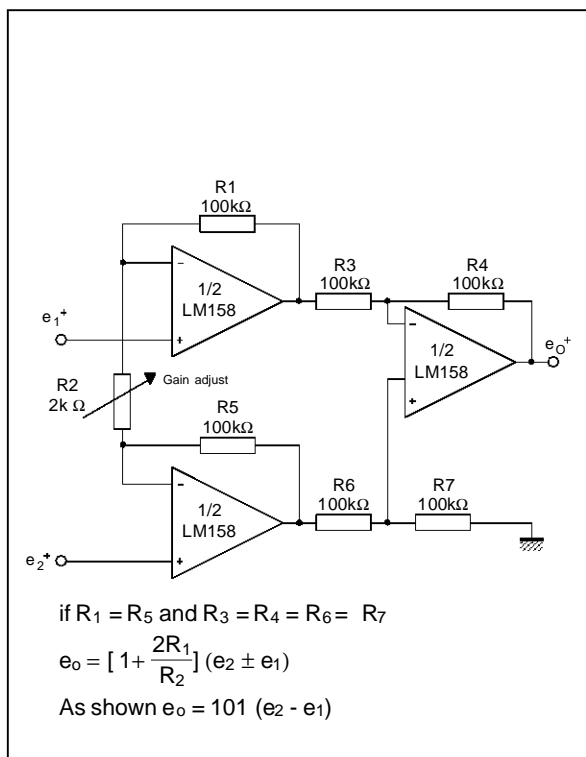 R1
100kΩ
1/2
LM158
e1+
R3
100kΩ
R4
100kΩ
eO+
1/2
LM158
R2
2k Ω
Gain adjust
R5
100kΩ
1/2
LM158
e2+
R6
100kΩ
R7
100kΩ
if R1 = R5 and R3 = R4 = R6 = R7
eo = [ 1+ 2R1/R2 ] (e2 ± e1)
As shown eo = 101 (e2 - e1)